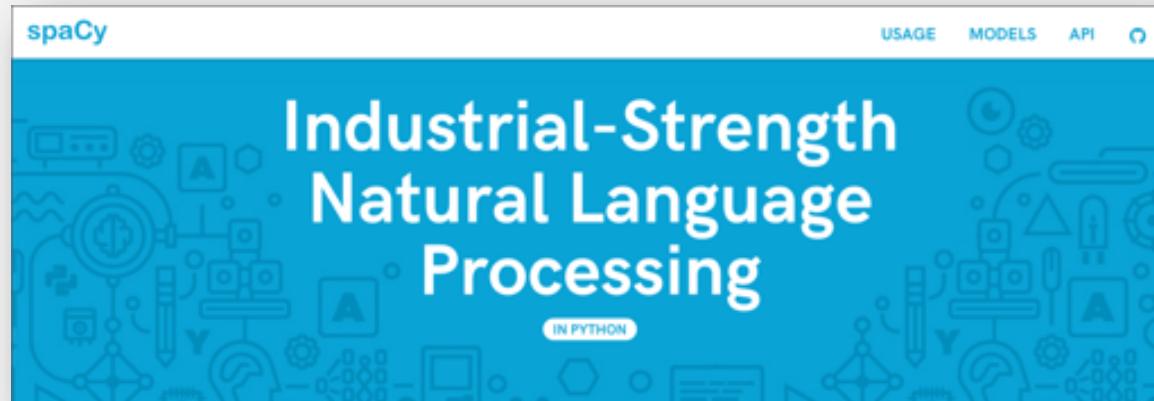 spaCy
USAGE MODELS API
Industrial-Strength
Natural Language
Processing
IN PYTHON
A
A
Y
A
Y